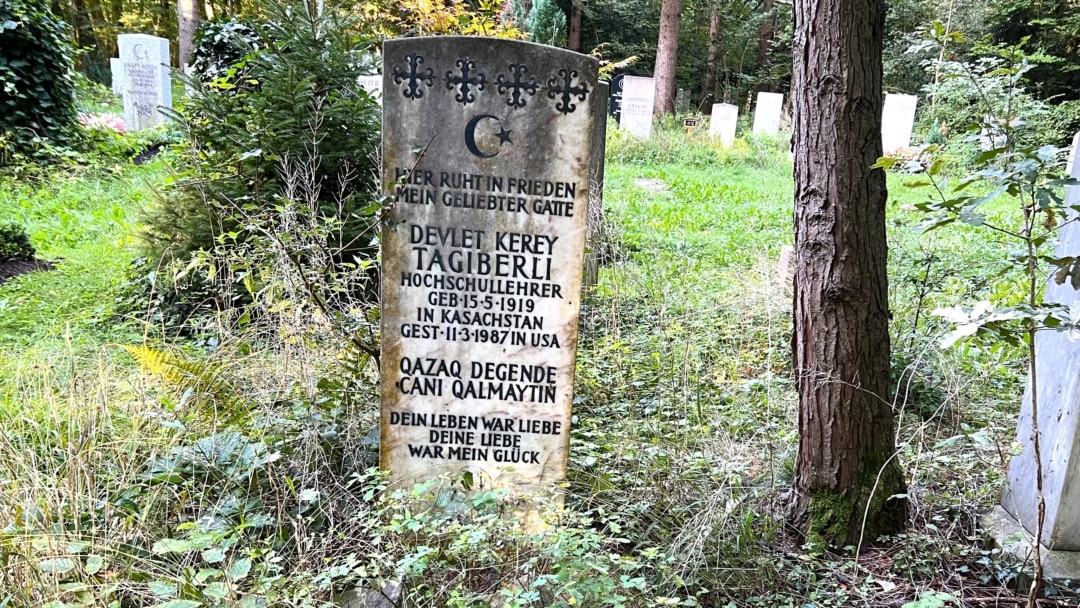 HIER RUHT IN FRIEDEN
MEIN GELIEBTER GATTE
DEVLET KEREY
TAGIBERLI
HOCHSCHULLEHRER
GEB·15·5·1919
IN KASACHSTAN
GEST·11·3·1987 IN USA
QAZAQ DEGENDE
CANI QALMAYTIN
DEIN LEBEN WAR LIEBE
DEINE LIEBE
WAR MEIN GLÜCK